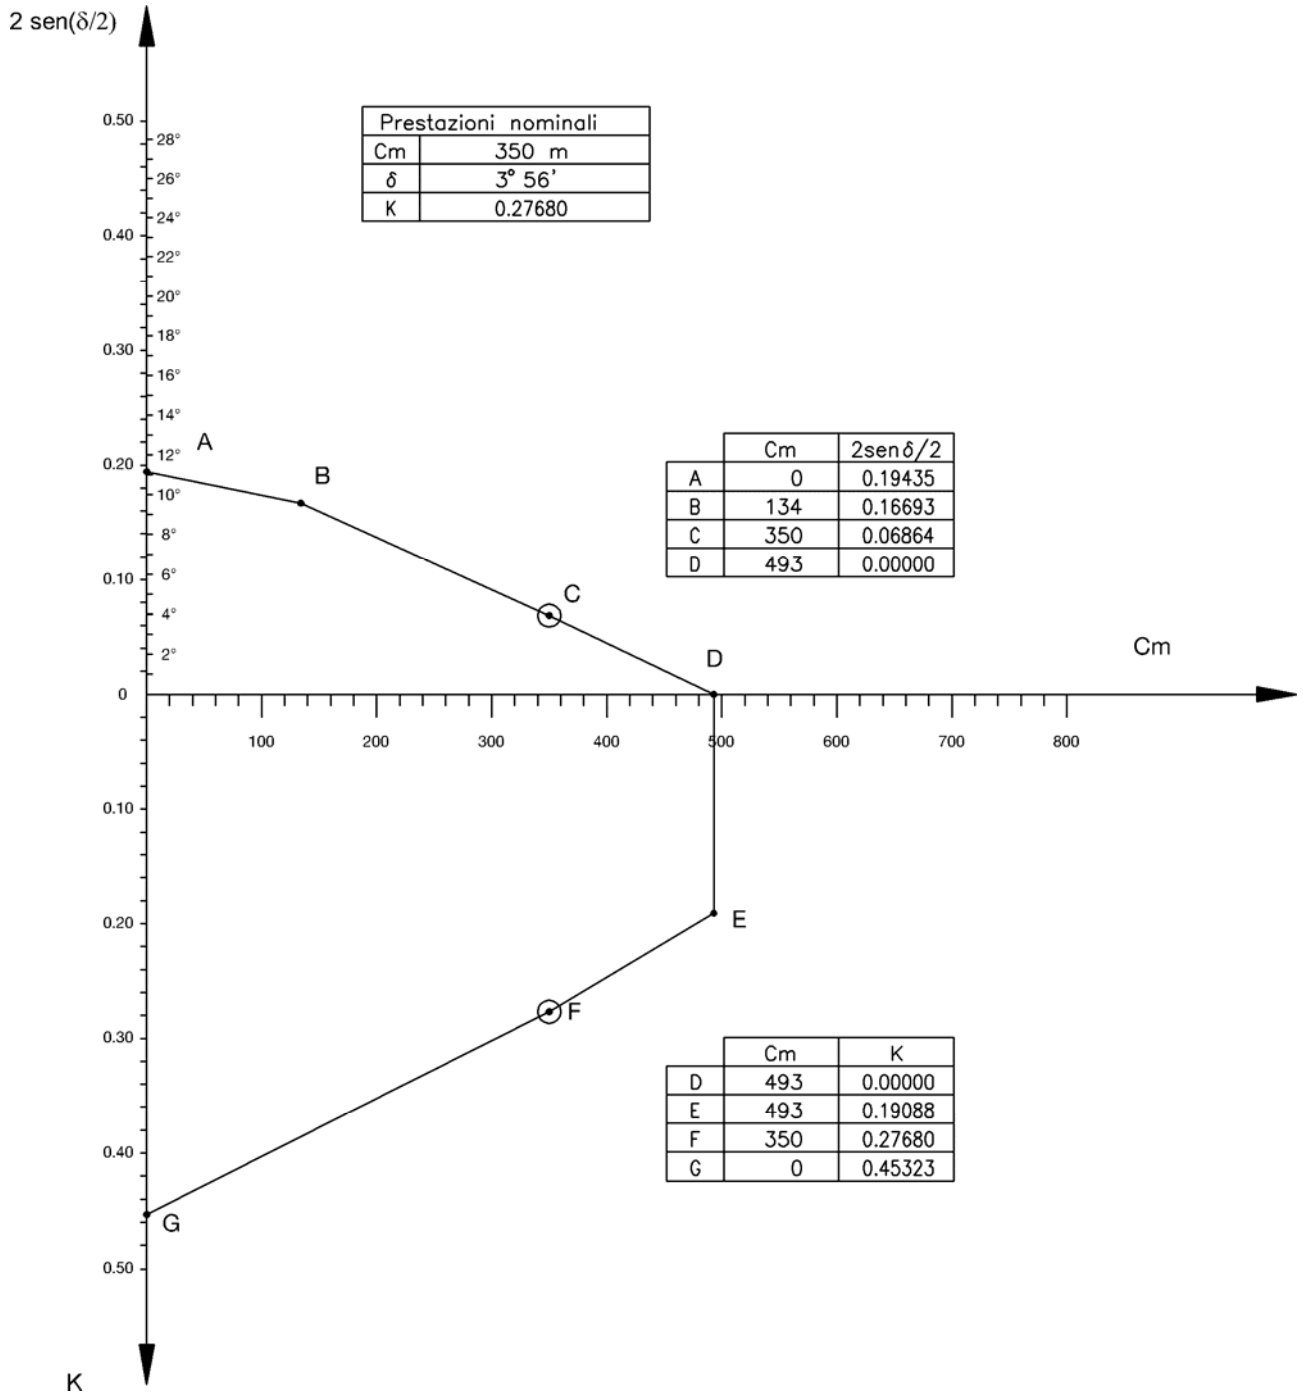 2 sen(δ/2)
Prestazioni nominali
Cm 350 m
δ 3° 56'
K 0.27680
0.50
28°
26°
24°
0.40
22°
20°
18°
0.30
16°
14°
12°
0.20
10°
8°
6°
0.10
4°
2°
0
A
B
C
D
Cm 2senδ/2
A 0 0.19435
B 134 0.16693
C 350 0.06864
D 493 0.00000
Cm
100 200 300 400 500 600 700 800
0.10
0.20
0.30
0.40
0.50
E
F
G
Cm K
D 493 0.00000
E 493 0.19088
F 350 0.27680
G 0 0.45323
K